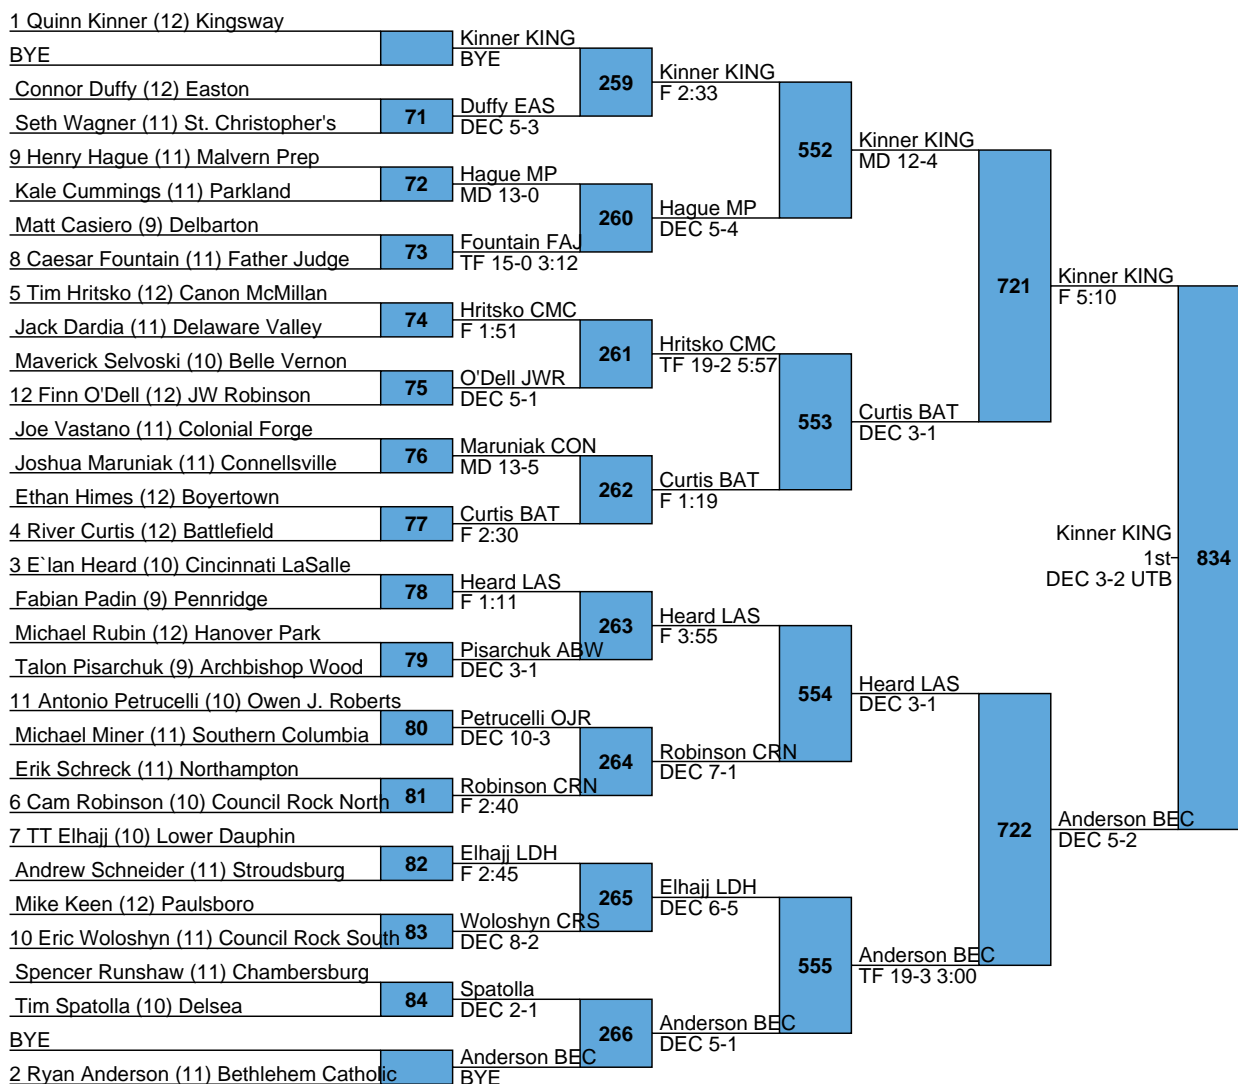 1 Quinn Kinner (12) Kingsway
BYE
Connor Duffy (12) Easton
Seth Wagner (11) St. Christopher's
9 Henry Hague (11) Malvern Prep
Kale Cummings (11) Parkland
Matt Casiero (9) Delbarton
8 Caesar Fountain (11) Father Judge
5 Tim Hritsko (12) Canon McMillan
Jack Dardia (11) Delaware Valley
Maverick Selvoski (10) Belle Vernon
12 Finn O'Dell (12) JW Robinson
Joe Vastano (11) Colonial Forge
Joshua Maruniak (11) Connellsville
Ethan Himes (12) Boyertown
4 River Curtis (12) Battlefield
3 E`lan Heard (10) Cincinnati LaSalle
Fabian Padin (9) Pennridge
Michael Rubin (12) Hanover Park
Talon Pisarchuk (9) Archbishop Wood
11 Antonio Petrucelli (10) Owen J. Roberts
Michael Miner (11) Southern Columbia
Erik Schreck (11) Northampton
6 Cam Robinson (10) Council Rock North
7 TT Elhajj (10) Lower Dauphin
Andrew Schneider (11) Stroudsburg
Mike Keen (12) Paulsboro
10 Eric Woloshyn (11) Council Rock South
Spencer Runshaw (11) Chambersburg
Tim Spatolla (10) Delsea
BYE
2 Ryan Anderson (11) Bethlehem Catholic
71
72
73
74
75
76
77
78
79
80
81
82
83
84
Kinner KING
BYE
Duffy EAS
DEC 5-3
Hague MP
MD 13-0
Fountain FAJ
TF 15-0 3:12
Hritsko CMC
F 1:51
O'Dell JWR
DEC 5-1
Maruniak CON
MD 13-5
Curtis BAT
F 2:30
Heard LAS
F 1:11
Pisarchuk ABW
DEC 3-1
Petrucelli OJR
DEC 10-3
Robinson CRN
F 2:40
Elhajj LDH
F 2:45
Woloshyn CRS
DEC 8-2
Spatolla
DEC 2-1
Anderson BEC
BYE
259
260
261
262
263
264
265
266
Kinner KING
F 2:33
Hague MP
DEC 5-4
Hritsko CMC
TF 19-2 5:57
Curtis BAT
F 1:19
Heard LAS
F 3:55
Robinson CRN
DEC 7-1
Elhajj LDH
DEC 6-5
Anderson BEC
DEC 5-1
552
553
554
555
Kinner KING
MD 12-4
Curtis BAT
DEC 3-1
Heard LAS
DEC 3-1
Anderson BEC
TF 19-3 3:00
721
722
Kinner KING
F 5:10
Anderson BEC
DEC 5-2
834
Kinner KING
1st
DEC 3-2 UTB